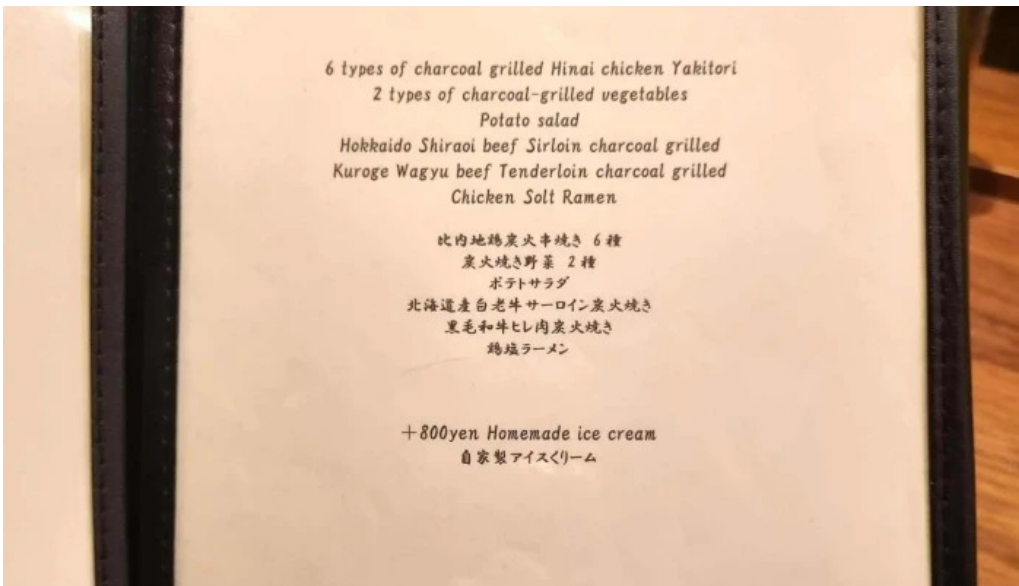 6 types of charcoal grilled Hinai chicken Yakitori
2 types of charcoal-grilled vegetables
Potato salad
Hokkaido Shiraoi beef Sirloin charcoal grilled
Kuroge Wagyu beef Tenderloin charcoal grilled
Chicken Solt Ramen
比内地鶏炭火串焼き 6種
炭火焼き野菜 2種
ポテトサラダ
北海道産白老牛サーロイン炭火焼き
黒毛和牛ヒレ肉炭火焼き
鶏塩ラーメン
+800yen Homemade ice cream
自家製アイスくリーム